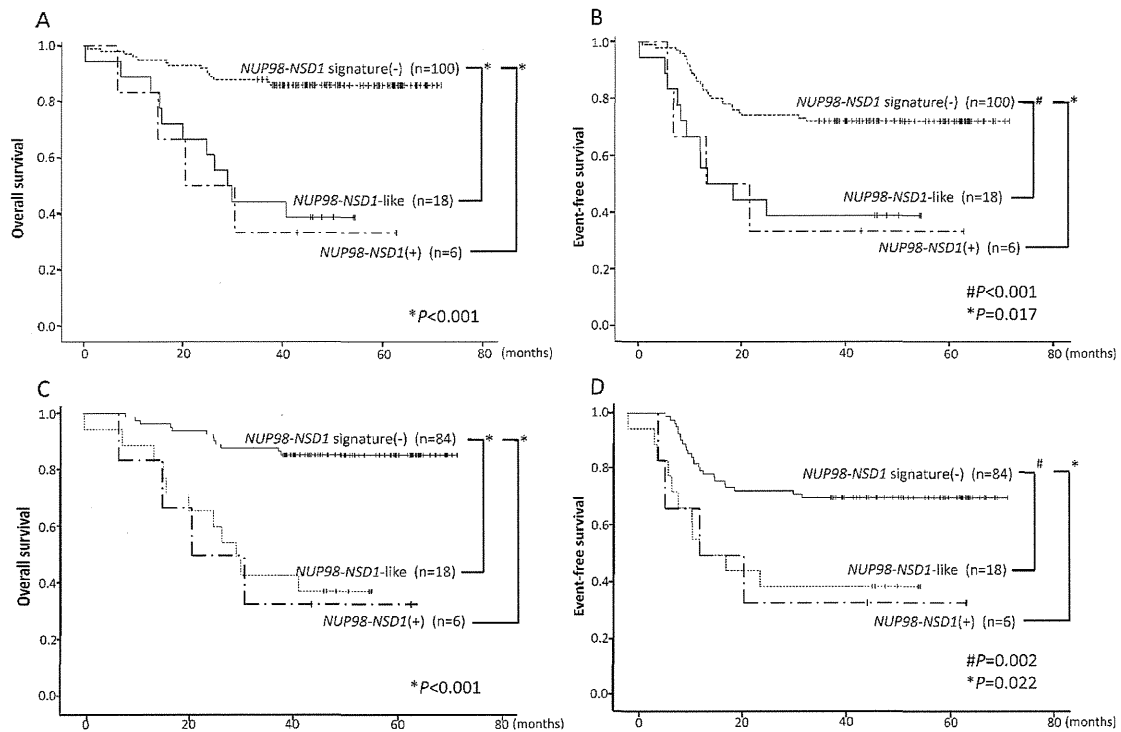 A
Overall survival
1.0
0.8
0.6
0.4
0.2
0.0
NUP98-NSD1 signature(-) (n=100)
* *
NUP98-NSD1-like (n=18)
NUP98-NSD1(+) (n=6)
*P<0.001
0 20 40 60 80 (months)
B
Event-free survival
1.0
0.8
0.6
0.4
0.2
0.0
NUP98-NSD1 signature(-) (n=100)
# *
NUP98-NSD1-like (n=18)
NUP98-NSD1(+) (n=6)
#P<0.001
*P=0.017
0 20 40 60 80 (months)
C
Overall survival
1.0
0.8
0.6
0.4
0.2
0.0
NUP98-NSD1 signature(-) (n=84)
* *
NUP98-NSD1-like (n=18)
NUP98-NSD1(+) (n=6)
*P<0.001
0 20 40 60 80 (months)
D
Event-free survival
1.0
0.8
0.6
0.4
0.2
0.0
NUP98-NSD1 signature(-) (n=84)
# *
NUP98-NSD1-like (n=18)
NUP98-NSD1(+) (n=6)
#P=0.002
*P=0.022
0 20 40 60 80 (months)